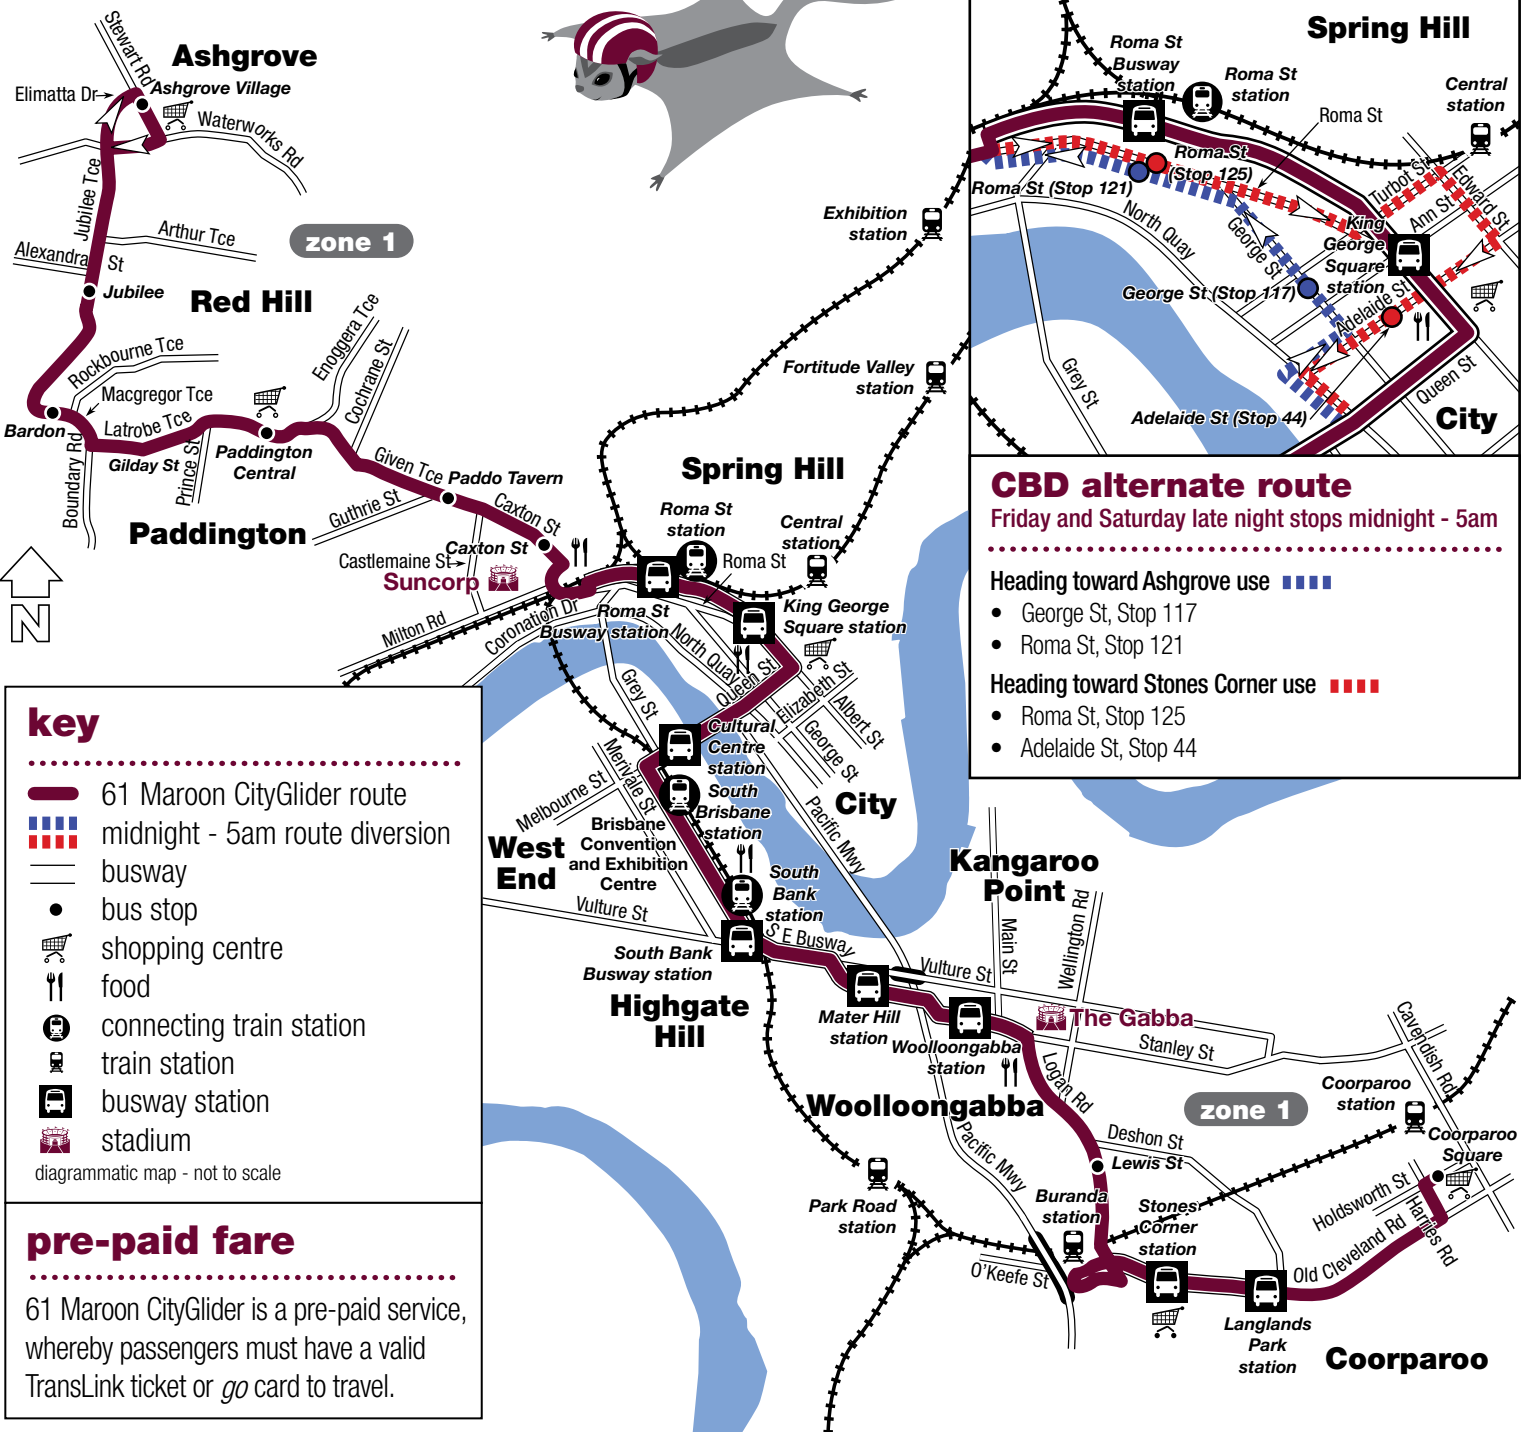 Stewart Rd
Ashgrove
Elimatta Dr
Ashgrove Village
Waterworks Rd
Jubilee Tce
Arthur Tce
zone 1
Alexandra St
Jubilee
Red Hill
Rockbourne Tce
Enoggera Tce
Cochrane St
Macgregor Tce
Latrobe Tce
Bardon
Gilday St
Prince St
Boundary Rd
Paddington
Central
Given Tce
Paddo Tavern
Guthrie St
Caxton St
Paddington
Castlemaine St
Caxton St
Suncorp
Milton Rd
Coronation Dr
N
Exhibition
station
Fortitude Valley
station
Spring Hill
Roma St
station
Central
station
Roma St
Roma St
Busway station
King George
Square station
North Quay
Queen St
Elizabeth St
Albert St
George St
Grey St
Cultural
Centre
station
Merivale St
Melbourne St
South
Brisbane
station
City
Pacific Mwy
West
End
Brisbane
Convention
and Exhibition
Centre
South
Bank
station
Vulture St
S E Busway
South Bank
Busway station
Highgate
Hill
Kangaroo
Point
Main St
Wellington Rd
Vulture St
Mater Hill
station
Woolloongabba
station
The Gabba
Stanley St
Cavendish Rd
Logan Rd
Woolloongabba
zone 1
Coorparoo
station
Coorparoo
Square
Deshon St
Lewis St
Pacific Mwy
Park Road
station
Buranda
station
Stones
Corner
station
Holdsworth St
Harries Rd
Old Cleveland Rd
O'Keefe St
Langlands
Park
station
Coorparoo
Spring Hill
Roma St
Busway
station
Roma St
station
Central
station
Roma St
Roma St
(Stop 125)
Roma St (Stop 121)
Turbot St
Edward St
Ann St
North Quay
George St
King
George
Square
station
George St (Stop 117)
Adelaide St
Grey St
Queen St
Adelaide St (Stop 44)
City
CBD alternate route
Friday and Saturday late night stops midnight - 5am
Heading toward Ashgrove use
• George St, Stop 117
• Roma St, Stop 121
Heading toward Stones Corner use
• Roma St, Stop 125
• Adelaide St, Stop 44
key
61 Maroon CityGlider route
midnight - 5am route diversion
busway
bus stop
shopping centre
food
connecting train station
train station
busway station
stadium
diagrammatic map - not to scale
pre-paid fare
61 Maroon CityGlider is a pre-paid service,
whereby passengers must have a valid
TransLink ticket or go card to travel.